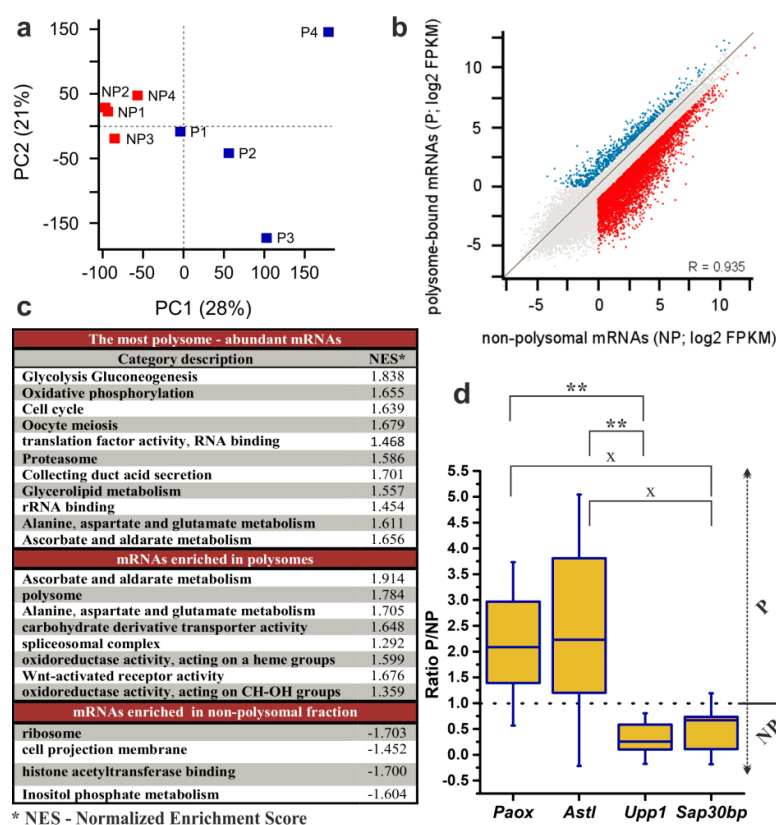 a
150
50
-50
-150
PC2 (21%)
-100
-50
0
50
100
150
PC1 (28%)
NP2
NP1
NP4
NP3
P1
P2
P3
P4
b
polysome-bound mRNAs (P; log2 FPKM)
10
5
0
-5
-5
0
5
10
R = 0.935
non-polysomal mRNAs (NP; log2 FPKM)
c
The most polysome - abundant mRNAs
Category description NES*
Glycolysis Gluconeogenesis 1.838
Oxidative phosphorylation 1.655
Cell cycle 1.639
Oocyte meiosis 1.679
translation factor activity, RNA binding 1.468
Proteasome 1.586
Collecting duct acid secretion 1.701
Glycerolipid metabolism 1.557
rRNA binding 1.454
Alanine, aspartate and glutamate metabolism 1.611
Ascorbate and aldarate metabolism 1.656
mRNAs enriched in polysomes
Ascorbate and aldarate metabolism 1.914
polysome 1.784
Alanine, aspartate and glutamate metabolism 1.705
carbohydrate derivative transporter activity 1.648
spliceosomal complex 1.292
oxidoreductase activity, acting on a heme groups 1.599
Wnt-activated receptor activity 1.676
oxidoreductase activity, acting on CH-OH groups 1.359
mRNAs enriched in non-polysomal fraction
ribosome -1.703
cell projection membrane -1.452
histone acetyltransferase binding -1.700
Inositol phosphate metabolism -1.604
* NES - Normalized Enrichment Score
d
**
**
x
x
5.5
5.0
4.5
4.0
3.5
3.0
2.5
2.0
1.5
1.0
0.5
0.0
-0.5
Ratio P/NP
P
NP
Paox
Astl
Upp1
Sap30bp